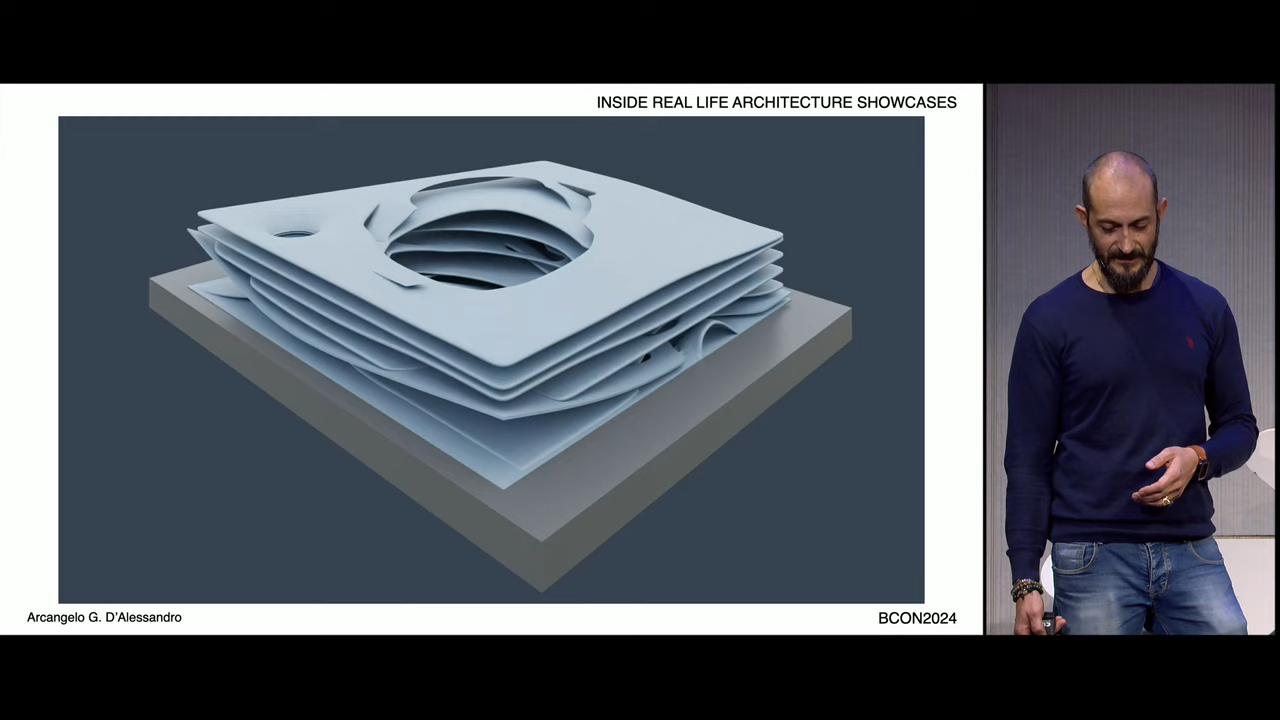 INSIDE REAL LIFE ARCHITECTURE SHOWCASES
Arcangelo G. D'Alessandro
BCON2024